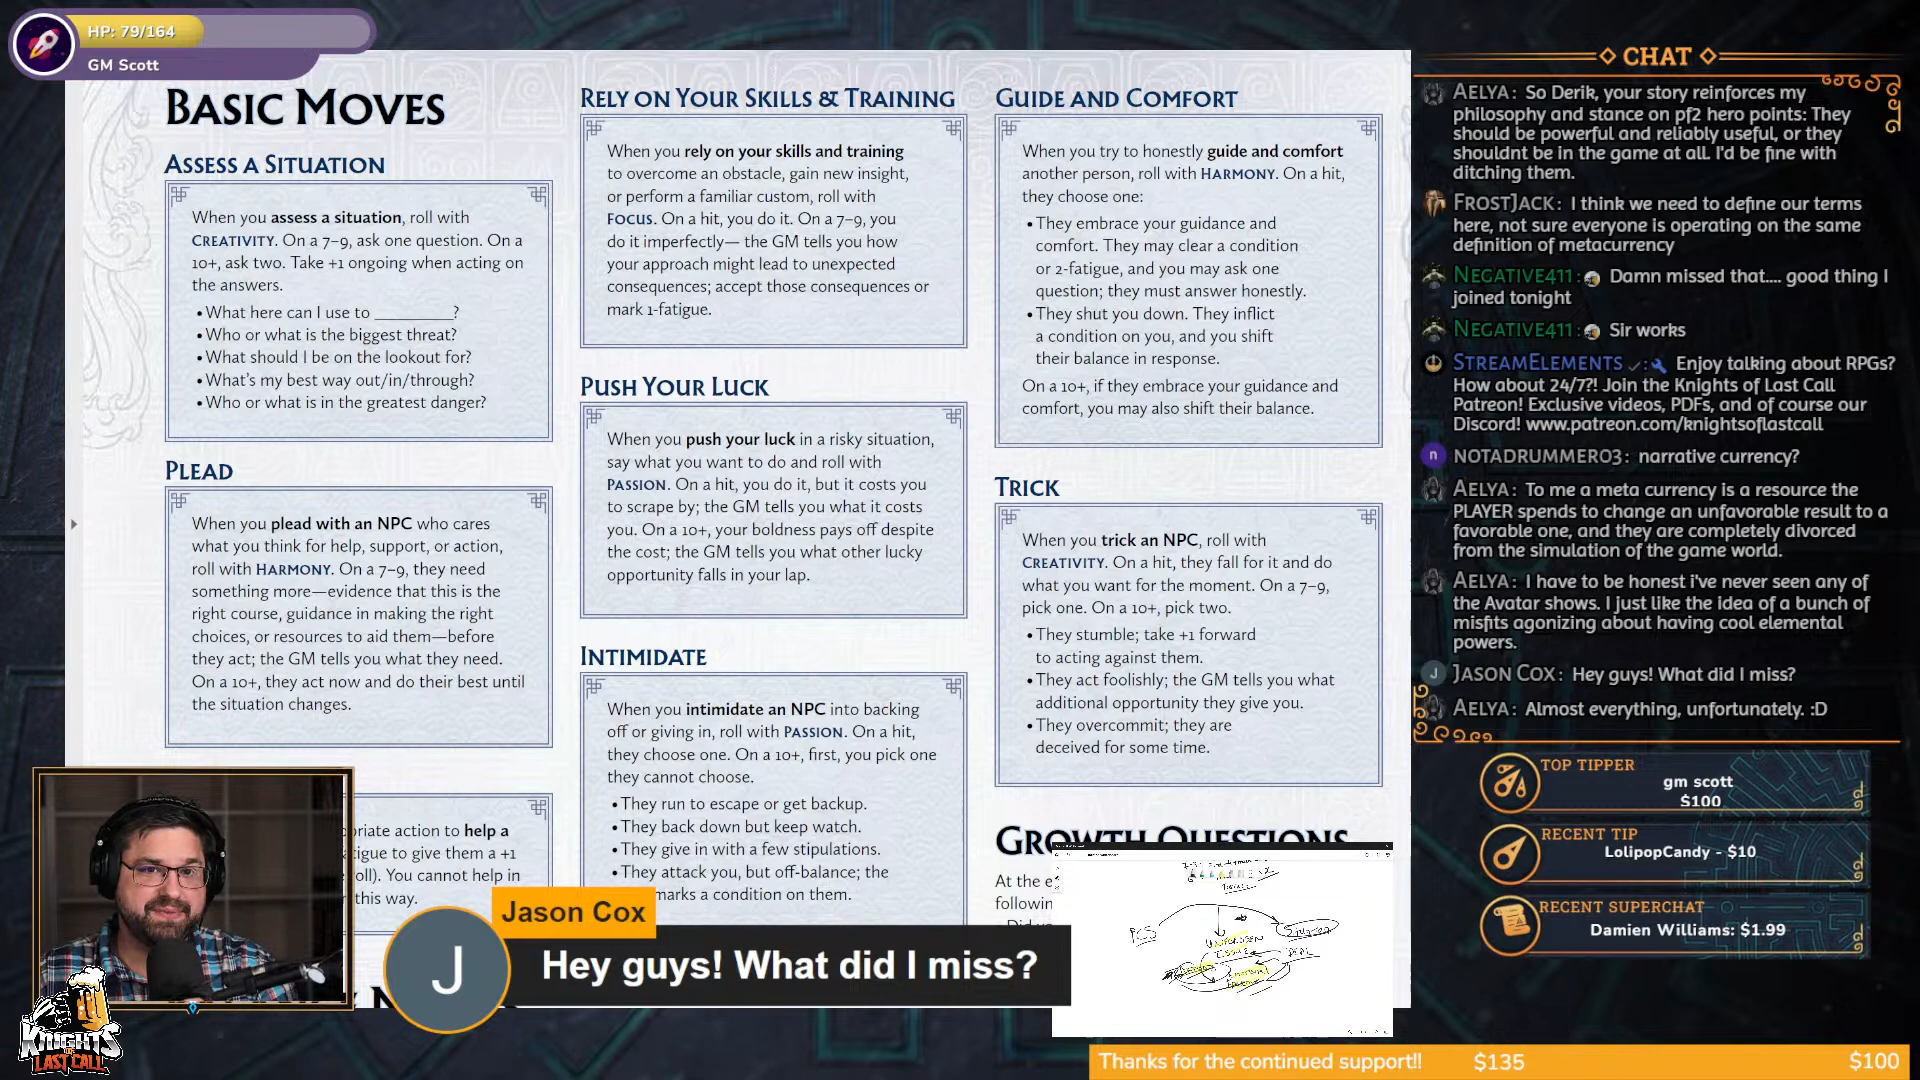 HP: 79/164
GM Scott
BASIC MOVES
ASSESS A SITUATION
When you assess a situation, roll with
CREATIVITY. On a 7–9, ask one question. On a
10+, ask two. Take +1 ongoing when acting on
the answers.
• What here can I use to _________?
• Who or what is the biggest threat?
• What should I be on the lookout for?
• What's my best way out/in/through?
• Who or what is in the greatest danger?
PLEAD
When you plead with an NPC who cares
what you think for help, support, or action,
roll with HARMONY. On a 7–9, they need
something more—evidence that this is the
right course, guidance in making the right
choices, or resources to aid them—before
they act; the GM tells you what they need.
On a 10+, they act now and do their best until
the situation changes.
opriate action to help a
atigue to give them a +1
roll). You cannot help in
this way.
RELY ON YOUR SKILLS & TRAINING
When you rely on your skills and training
to overcome an obstacle, gain new insight,
or perform a familiar custom, roll with
FOCUS. On a hit, you do it. On a 7–9, you
do it imperfectly— the GM tells you how
your approach might lead to unexpected
consequences; accept those consequences or
mark 1-fatigue.
PUSH YOUR LUCK
When you push your luck in a risky situation,
say what you want to do and roll with
PASSION. On a hit, you do it, but it costs you
to scrape by; the GM tells you what it costs
you. On a 10+, your boldness pays off despite
the cost; the GM tells you what other lucky
opportunity falls in your lap.
INTIMIDATE
When you intimidate an NPC into backing
off or giving in, roll with PASSION. On a hit,
they choose one. On a 10+, first, you pick one
they cannot choose.
• They run to escape or get backup.
• They back down but keep watch.
• They give in with a few stipulations.
• They attack you, but off-balance; the
marks a condition on them.
GUIDE AND COMFORT
When you try to honestly guide and comfort
another person, roll with HARMONY. On a hit,
they choose one:
• They embrace your guidance and
comfort. They may clear a condition
or 2-fatigue, and you may ask one
question; they must answer honestly.
• They shut you down. They inflict
a condition on you, and you shift
their balance in response.
On a 10+, if they embrace your guidance and
comfort, you may also shift their balance.
TRICK
When you trick an NPC, roll with
CREATIVITY. On a hit, they fall for it and do
what you want for the moment. On a 7–9,
pick one. On a 10+, pick two.
• They stumble; take +1 forward
to acting against them.
• They act foolishly; the GM tells you what
additional opportunity they give you.
• They overcommit; they are
deceived for some time.
GROWTH QUESTIONS
At the e
followin
PCS
Jason Cox
J
Hey guys! What did I miss?
KNIGHTS
OF
LAST CALL
CHAT
AELYA: So Derik, your story reinforces my
philosophy and stance on pf2 hero points: They
should be powerful and reliably useful, or they
shouldnt be in the game at all. I'd be fine with
ditching them.
FROSTJACK: I think we need to define our terms
here, not sure everyone is operating on the same
definition of metacurrency
NEGATIVE411: Damn missed that.... good thing I
joined tonight
NEGATIVE411: Sir works
STREAMELEMENTS : Enjoy talking about RPGs?
How about 24/7?! Join the Knights of Last Call
Patreon! Exclusive videos, PDFs, and of course our
Discord! www.patreon.com/knightsoflastcall
n NOTADRUMMER03: narrative currency?
AELYA: To me a meta currency is a resource the
PLAYER spends to change an unfavorable result to a
favorable one, and they are completely divorced
from the simulation of the game world.
AELYA: I have to be honest i've never seen any of
the Avatar shows. I just like the idea of a bunch of
misfits agonizing about having cool elemental
powers.
J JASON COX: Hey guys! What did I miss?
AELYA: Almost everything, unfortunately. :D
TOP TIPPER
gm scott
$100
RECENT TIP
LolipopCandy - $10
RECENT SUPERCHAT
Damien Williams: $1.99
Thanks for the continued support!! $135 $100